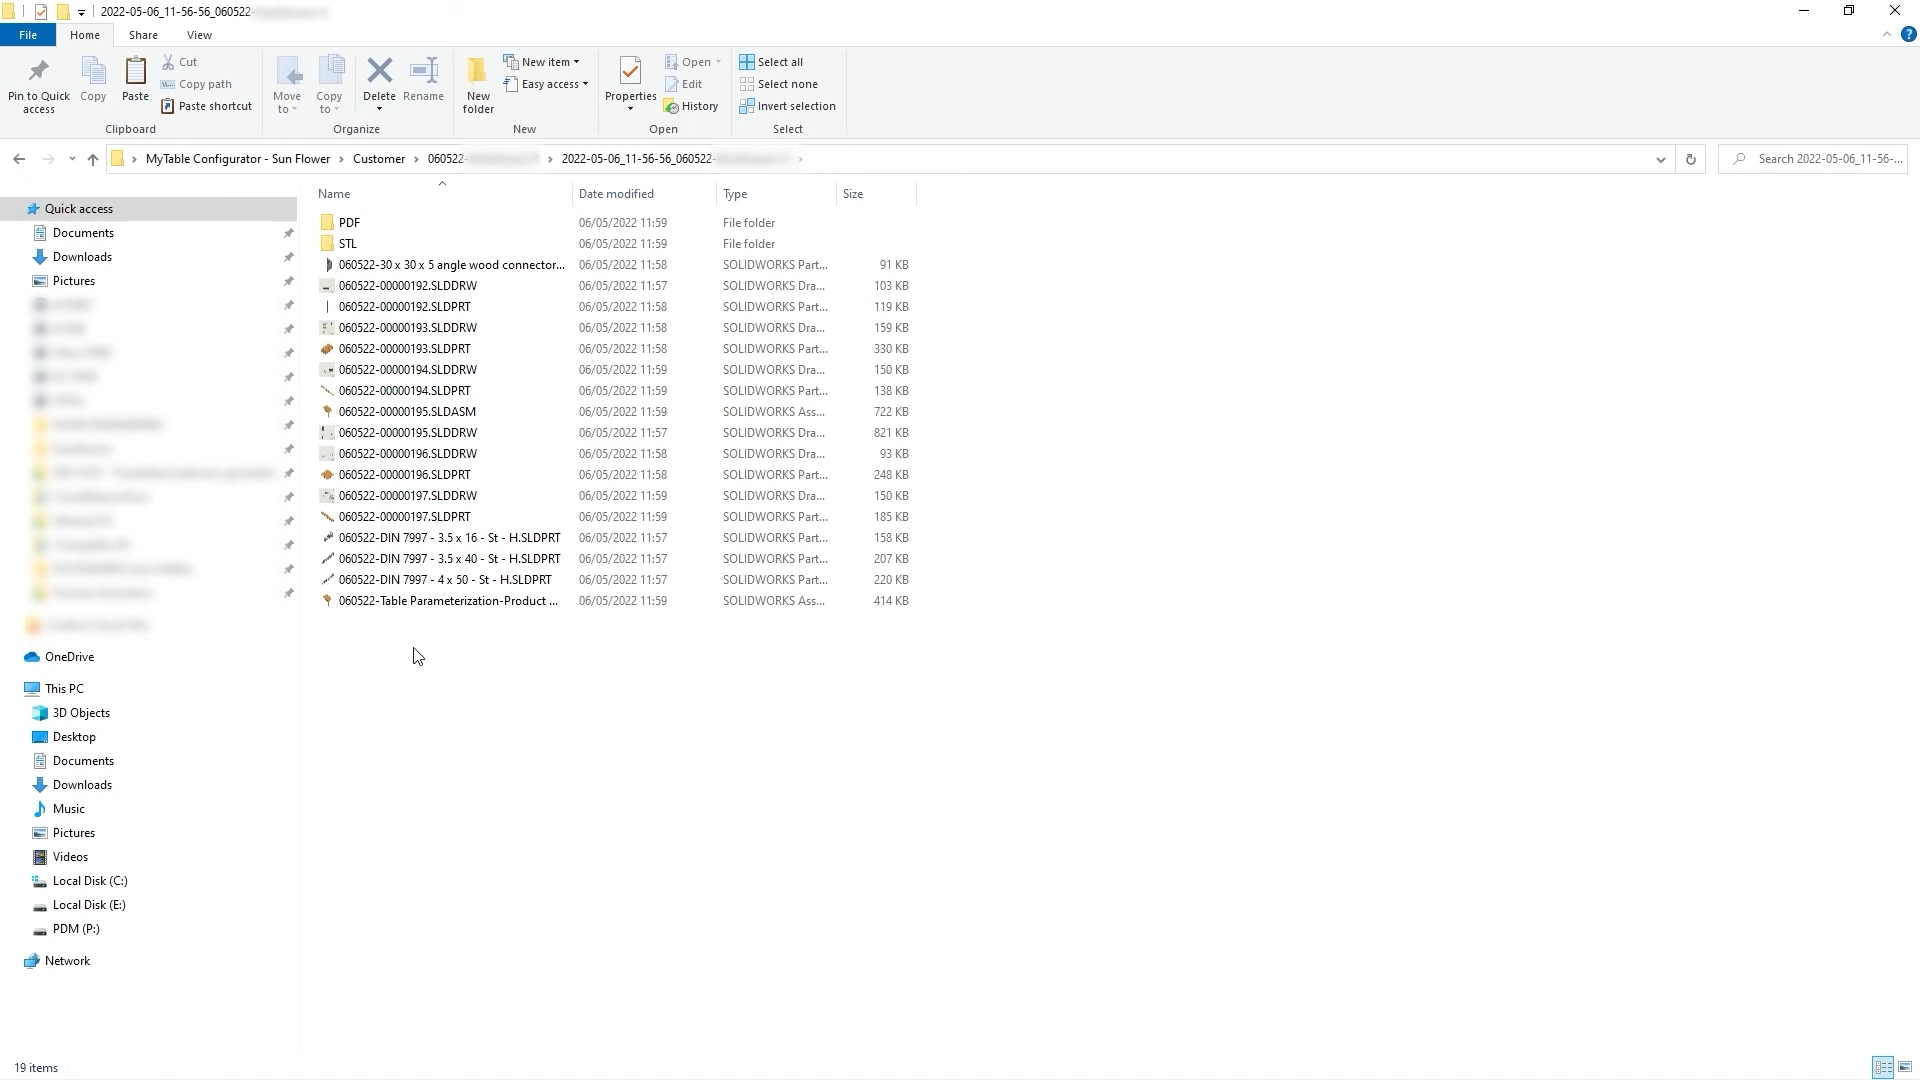 2022-05-06_11-56-56_060522-
File Home Share View
Pin to Quick access
Copy
Paste
Cut
Copy path
Paste shortcut
Clipboard
Move to
Copy to
Delete
Rename
Organize
New folder
New item
Easy access
New
Properties
Open
Edit
History
Open
Select all
Select none
Invert selection
Select
MyTable Configurator - Sun Flower Customer 060522- 2022-05-06_11-56-56_060522-
Search 2022-05-06_11-56-...
Name Date modified Type Size
Quick access
Documents
Downloads
Pictures
OneDrive
This PC
3D Objects
Desktop
Documents
Downloads
Music
Pictures
Videos
Local Disk (C:)
Local Disk (E:)
PDM (P:)
Network
PDF 06/05/2022 11:59 File folder
STL 06/05/2022 11:59 File folder
060522-30 x 30 x 5 angle wood connector... 06/05/2022 11:58 SOLIDWORKS Part... 91 KB
060522-00000192.SLDDRW 06/05/2022 11:57 SOLIDWORKS Dra... 103 KB
060522-00000192.SLDPRT 06/05/2022 11:58 SOLIDWORKS Part... 119 KB
060522-00000193.SLDDRW 06/05/2022 11:58 SOLIDWORKS Dra... 159 KB
060522-00000193.SLDPRT 06/05/2022 11:58 SOLIDWORKS Part... 330 KB
060522-00000194.SLDDRW 06/05/2022 11:59 SOLIDWORKS Dra... 150 KB
060522-00000194.SLDPRT 06/05/2022 11:59 SOLIDWORKS Part... 138 KB
060522-00000195.SLDASM 06/05/2022 11:59 SOLIDWORKS Ass... 722 KB
060522-00000195.SLDDRW 06/05/2022 11:57 SOLIDWORKS Dra... 821 KB
060522-00000196.SLDDRW 06/05/2022 11:58 SOLIDWORKS Dra... 93 KB
060522-00000196.SLDPRT 06/05/2022 11:58 SOLIDWORKS Part... 248 KB
060522-00000197.SLDDRW 06/05/2022 11:59 SOLIDWORKS Dra... 150 KB
060522-00000197.SLDPRT 06/05/2022 11:59 SOLIDWORKS Part... 185 KB
060522-DIN 7997 - 3.5 x 16 - St - H.SLDPRT 06/05/2022 11:57 SOLIDWORKS Part... 158 KB
060522-DIN 7997 - 3.5 x 40 - St - H.SLDPRT 06/05/2022 11:57 SOLIDWORKS Part... 207 KB
060522-DIN 7997 - 4 x 50 - St - H.SLDPRT 06/05/2022 11:57 SOLIDWORKS Part... 220 KB
060522-Table Parameterization-Product ... 06/05/2022 11:59 SOLIDWORKS Ass... 414 KB
19 items